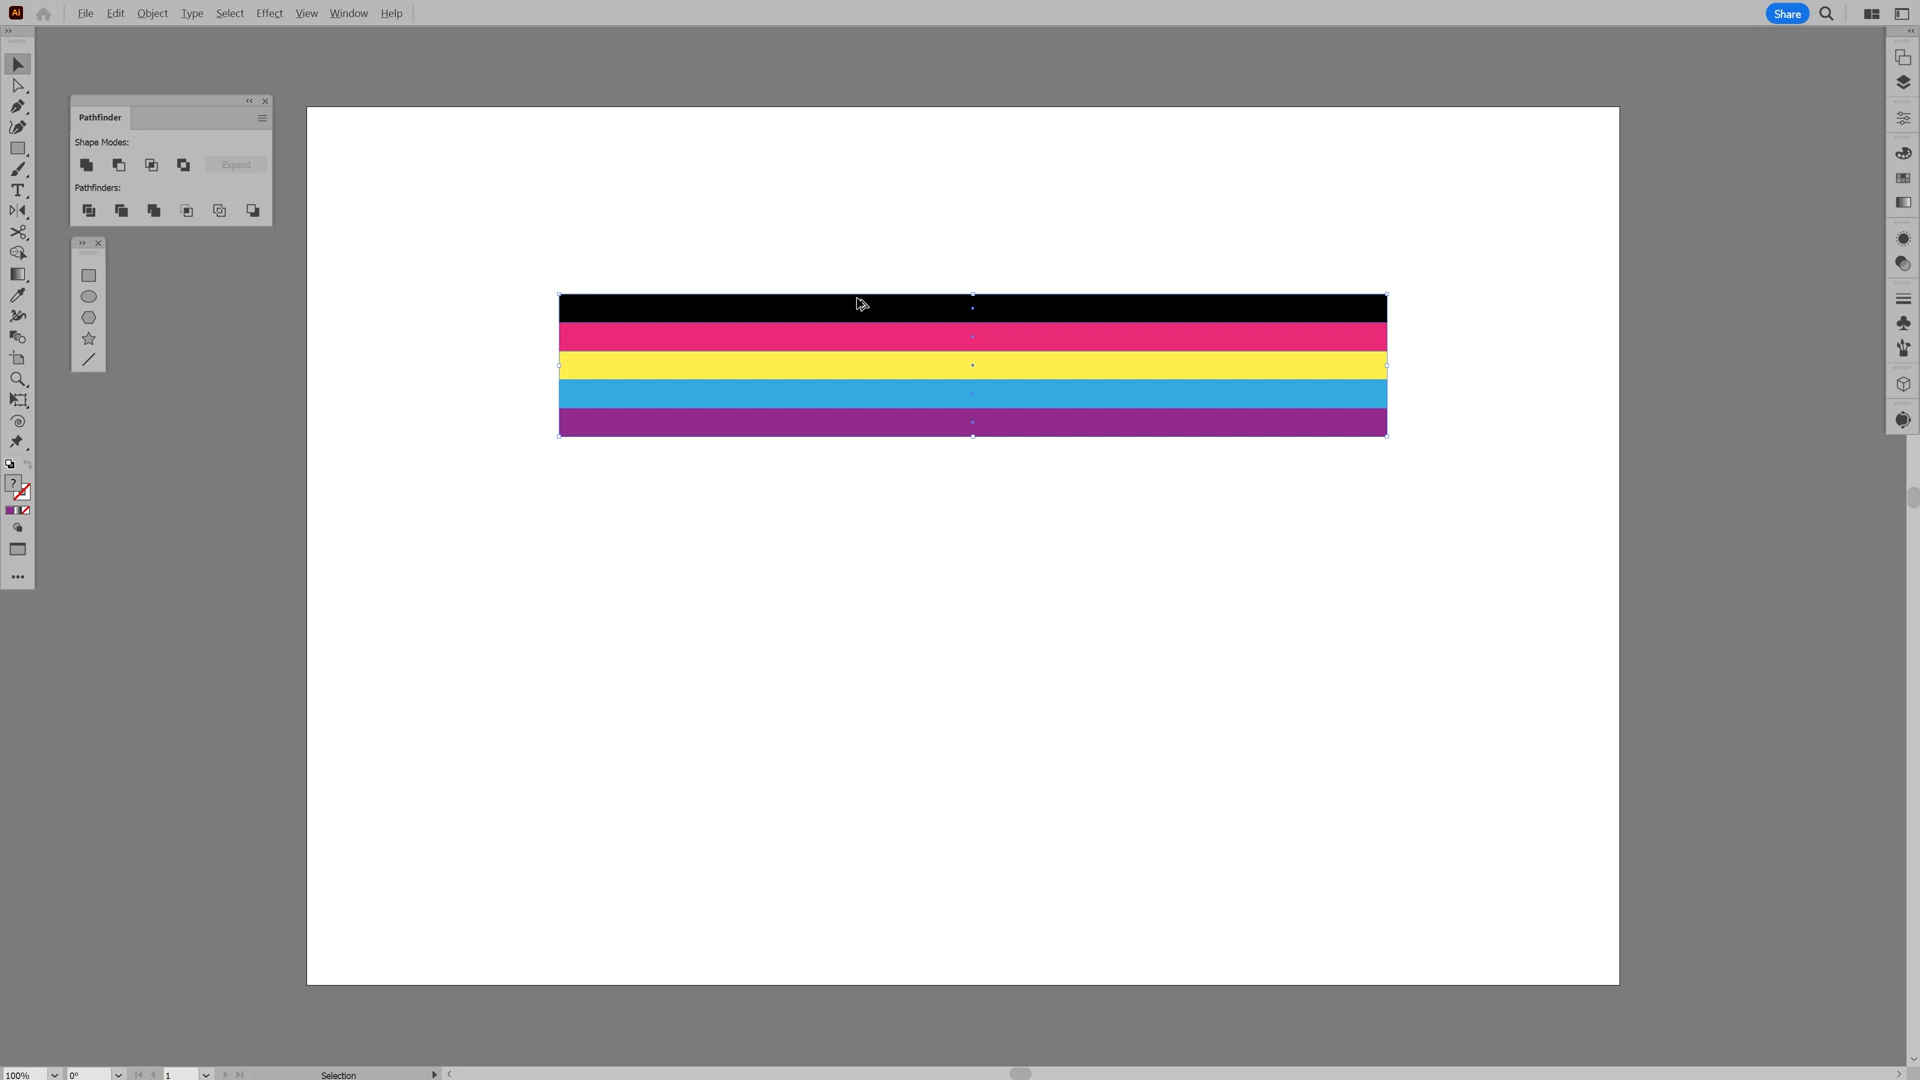 Ai File Edit Object Type Select Effect View Window Help Share
Pathfinder
Shape Modes:
Expand
Pathfinders:
?
100% 0° 1 Selection